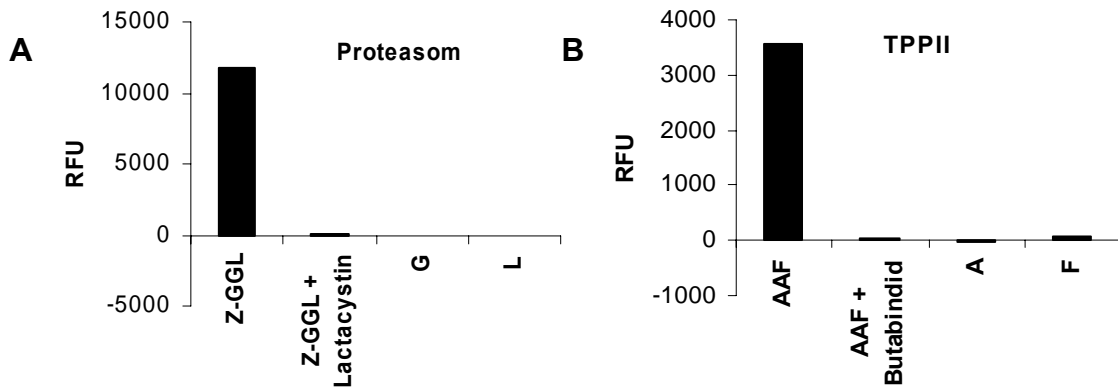 A
Proteasom
15000
10000
5000
0
-5000
RFU
Z-GGL
Z-GGL +
Lactacystin
G
L
B
TPPII
4000
3000
2000
1000
0
-1000
RFU
AAF
AAF +
Butabindid
A
F